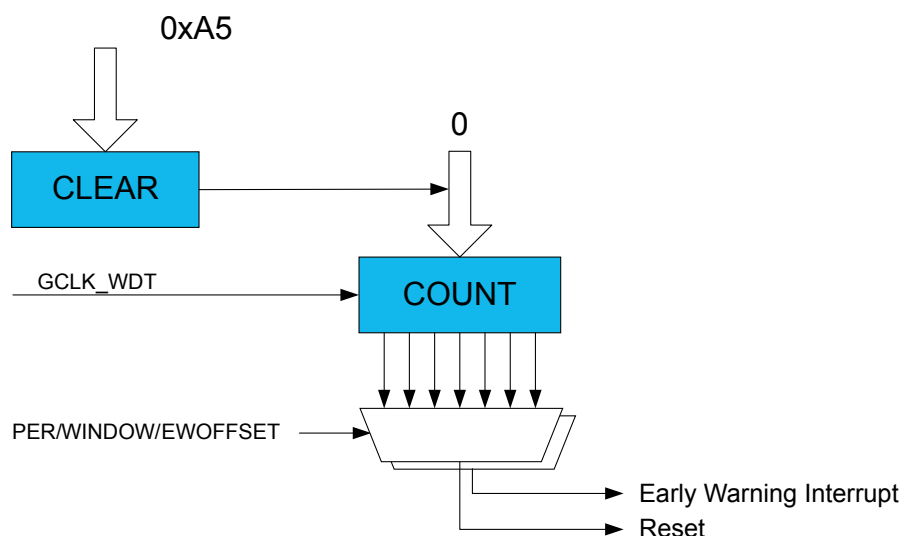 0xA5
0
CLEAR
GCLK_WDT
COUNT
PER/WINDOW/EWOFFSET
Early Warning Interrupt
Reset